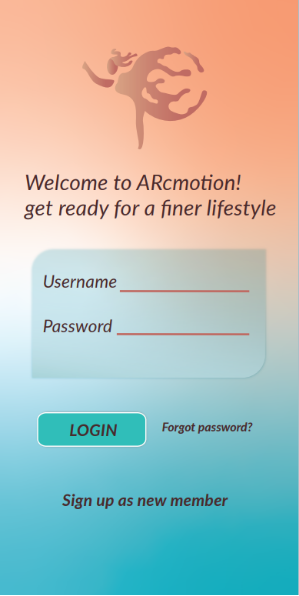 Welcome to ARcmotion!
get ready for a finer lifestyle
Username
Password
LOGIN
Forgot password?
Sign up as new member